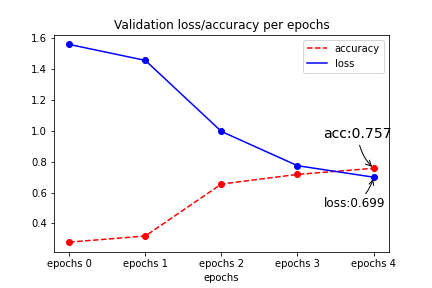 Validation loss/accuracy per epochs
1.6
1.4
1.2
1.0
0.8
0.6
0.4
accuracy
loss
acc:0.757
loss:0.699
epochs 0 epochs 1 epochs 2 epochs 3 epochs 4
epochs